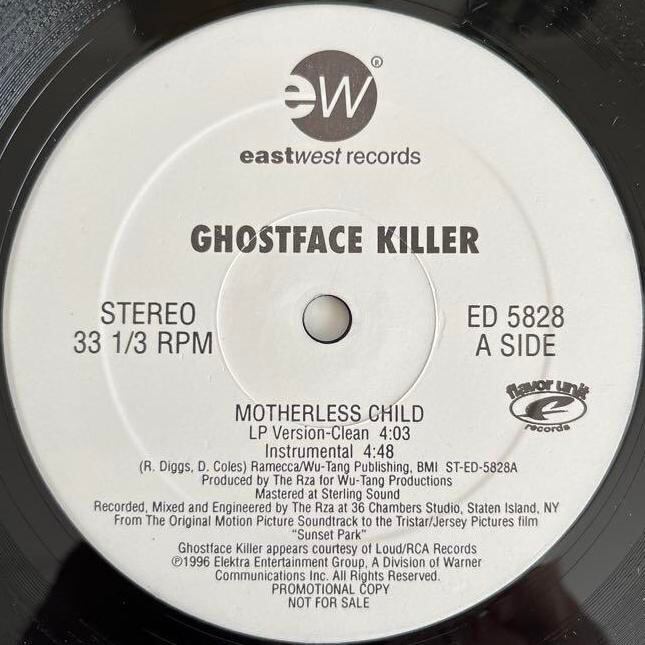 eW ®
eastwest records
GHOSTFACE KILLER
STEREO
33 1/3 RPM
ED 5828
A SIDE
flavor unit
records
MOTHERLESS CHILD
LP Version-Clean 4:03
Instrumental 4:48
(R. Diggs, D. Coles) Ramecca/Wu-Tang Publishing, BMI ST-ED-5828A
Produced by The Rza for Wu-Tang Productions
Mastered at Sterling Sound
Recorded, Mixed and Engineered by The Rza at 36 Chambers Studio, Staten Island, NY
From The Original Motion Picture Soundtrack to the Tristar/Jersey Pictures film
"Sunset Park"
Ghostface Killer appears courtesy of Loud/RCA Records
℗1996 Elektra Entertainment Group, A Division of Warner
Communications Inc. All Rights Reserved.
PROMOTIONAL COPY
NOT FOR SALE